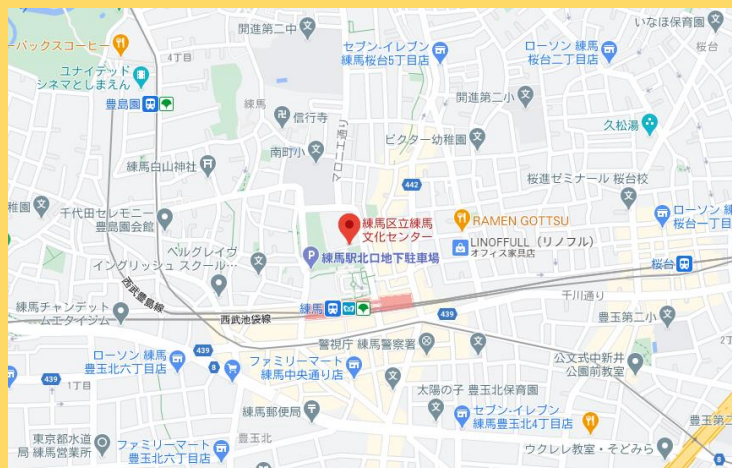 開進第二中
いなほ保育園
ーバックスコーヒー
4丁目
セブン-イレブン
練馬桜台5丁目店
ローソン 練馬
桜台二丁目店
桜台
ユナイテッド
シネマとしまえん
豊島園
練馬
信行寺
マロニエ通り
開進第二小
久松湯
南町小
ビクター幼稚園
練馬白山神社
442
桜進ゼミナール 桜台校
稚園
千代田セレモニー
豊島園会館
練馬区立練馬
文化センター
RAMEN GOTTSU
ローソン 練
桜台一丁目
LINOFFULL（リノフル）
オフィス家具店
ベルグレイヴ
イングリッシュ スクール…
練馬駅北口地下駐車場
桜台
西武豊島線
千川通り
練馬チャンデット
ムエタイジム
西武池袋線
練馬
439
豊玉第二小
警視庁 練馬警察署
2丁
ローソン 練馬
豊玉北六丁目店
439
ファミリーマート
練馬中央通り店
公文式中新井
公園前教室
439
1丁目
8
太陽の子 豊玉北保育園
練馬郵便局
セブン-イレブン
練馬豊玉北4丁目店
豊玉第二
東京都水道
局 練馬営業所
豊玉北
ファミリーマート
豊玉北六丁目店
ウクレレ教室・そどみら
8